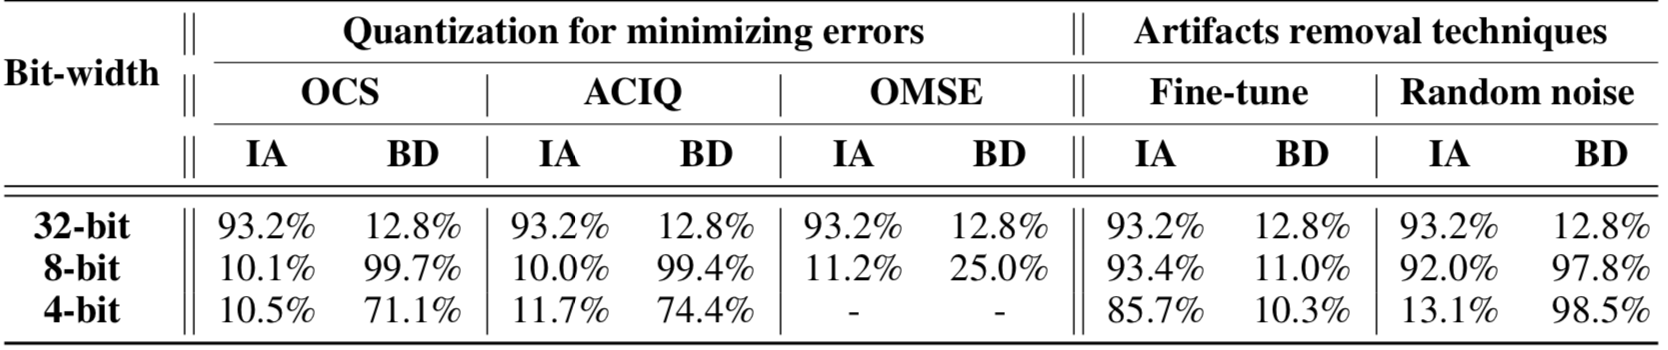 Bit-width Quantization for minimizing errors Artifacts removal techniques
OCS ACIQ OMSE Fine-tune Random noise
IA BD IA BD IA BD IA BD IA BD
32-bit 93.2% 12.8% 93.2% 12.8% 93.2% 12.8% 93.2% 12.8% 93.2% 12.8%
8-bit 10.1% 99.7% 10.0% 99.4% 11.2% 25.0% 93.4% 11.0% 92.0% 97.8%
4-bit 10.5% 71.1% 11.7% 74.4% - - 85.7% 10.3% 13.1% 98.5%